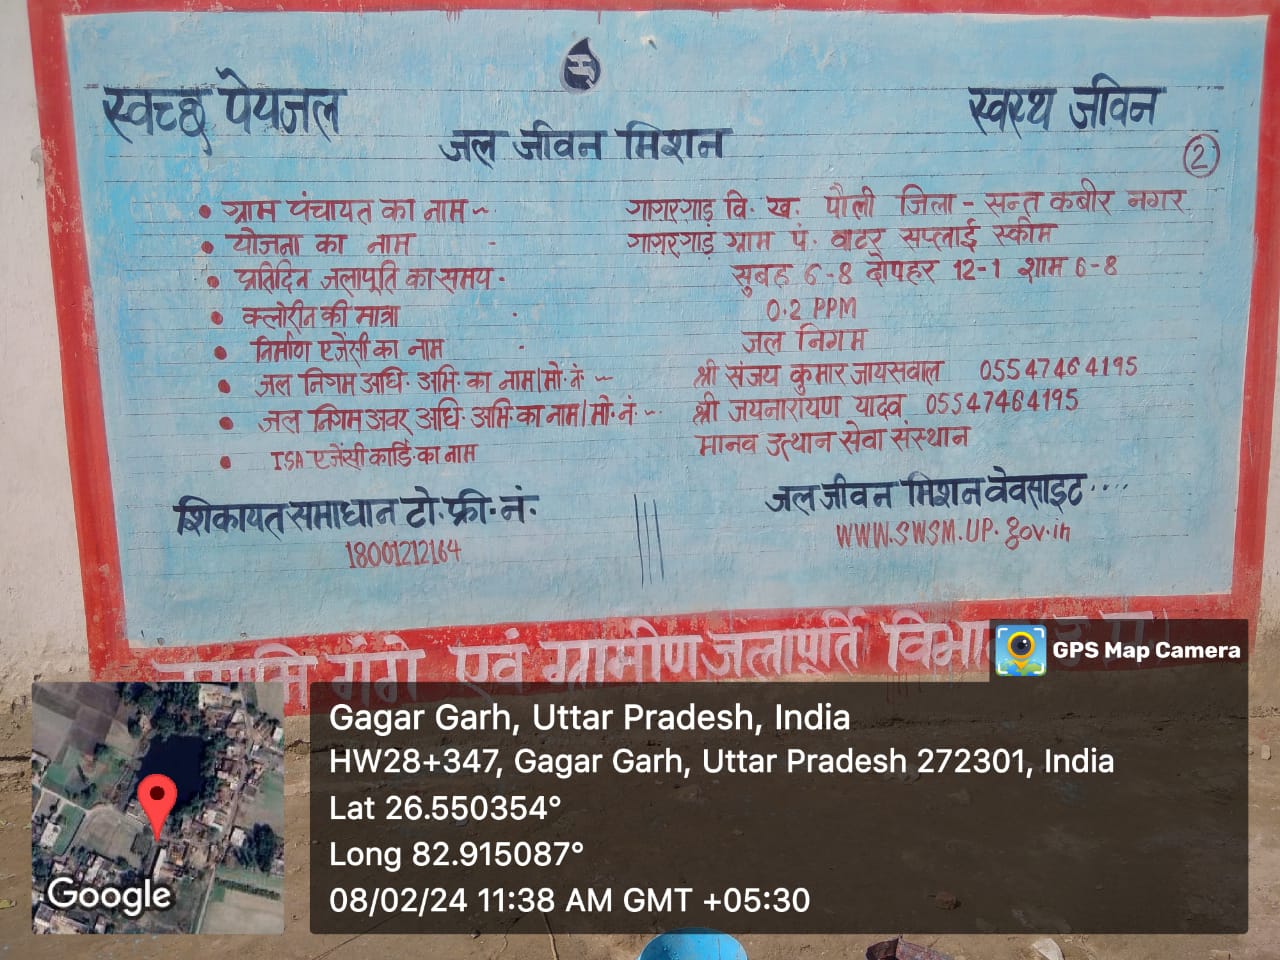 स्वच्छ पेयजल
स्वस्थ जीवन
जल जीवन मिशन
2
• ग्राम पंचायत का नाम -~ गागरगाड़ वि. ख. पौली जिला - सन्त कबीर नगर
• योजना का नाम - गागरगाड़ ग्राम पं. वाटर सप्लाई स्कीम
• प्रतिदिन जलापूर्ति का समय - सुबह 6-8 दोपहर 12-1 शाम 6-8
• क्लोरीन की मात्रा - 0.2 PPM
• निर्माण एजेंसी का नाम - जल निगम
• जल निगम अधि. अभि. का नाम/मो. नं. -- श्री संजय कुमार जायसवाल 05547464195
• जल निगम अवर अधि. अभि. का नाम/मो. नं. -- श्री जयनारायण यादव 05547464195
• ISA एजेंसी कार्डि. का नाम मानव उत्थान सेवा संस्थान
शिकायत समाधान टो. फ्री. नं.
18001212164
जल जीवन मिशन वेवसाइट ....
WWW.SWSM.UP.gov.in
नमामि गंगे एवं ग्रामीण जलापूर्ति
GPS Map Camera
Gagar Garh, Uttar Pradesh, India
HW28+347, Gagar Garh, Uttar Pradesh 272301, India
Lat 26.550354°
Long 82.915087°
08/02/24 11:38 AM GMT +05:30
Google